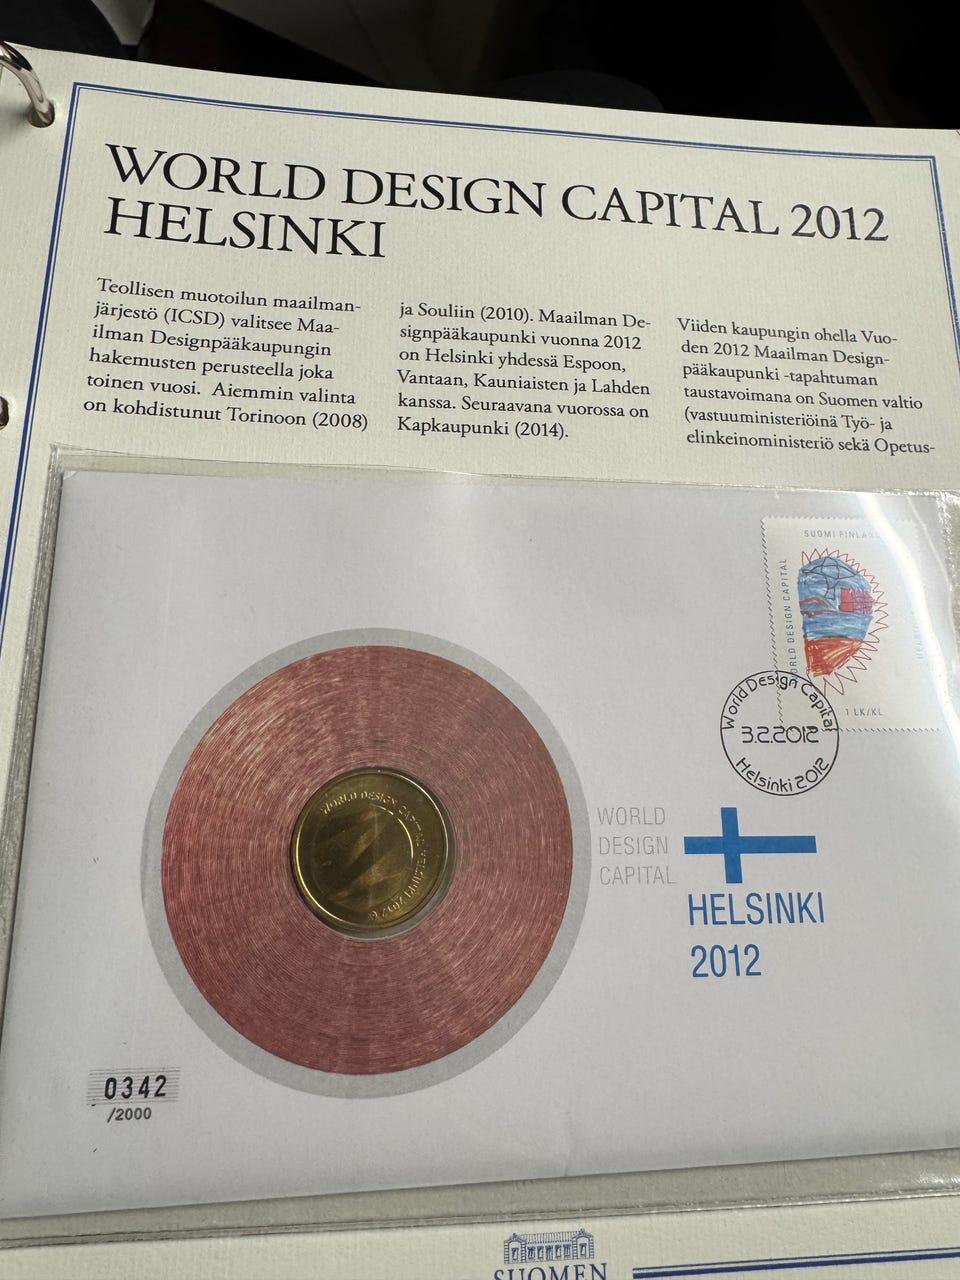 WORLD DESIGN CAPITAL 2012
HELSINKI
Teollisen muotoilun maailman-
järjestö (ICSD) valitsee Maa-
ilman Designpääkaupungin
hakemusten perusteella joka
toinen vuosi. Aiemmin valinta
on kohdistunut Torinoon (2008)
ja Souliin (2010). Maailman De-
signpääkaupunki vuonna 2012
on Helsinki yhdessä Espoon,
Vantaan, Kauniaisten ja Lahden
kanssa. Seuraavana vuorossa on
Kapkaupunki (2014).
Viiden kaupungin ohella Vuo-
den 2012 Maailman Design-
pääkaupunki -tapahtuman
taustavoimana on Suomen valtio
(vastuuministeriöinä Työ- ja
elinkeinoministeriö sekä Opetus-
SUOMI FINLAND
WORLD DESIGN CAPITAL
1 LK/KL
World Design Capital
3.2.2012
Helsinki 2012
WORLD DESIGN CAPITAL HELSINKI 2012
WORLD
DESIGN
CAPITAL
HELSINKI
2012
0342
/2000
SUOMEN